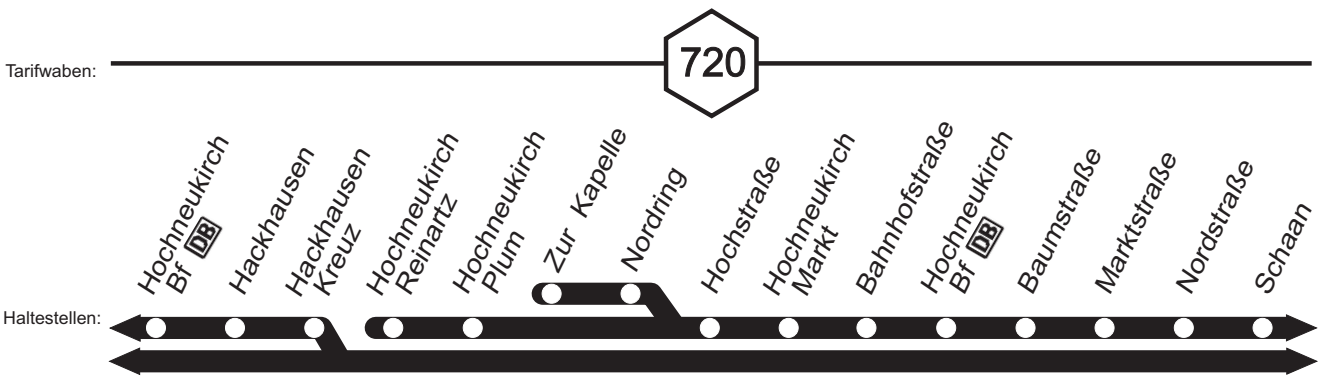 720
Tarifwaben:
Hochneukirch
Bf DB
Hackhausen
Hackhausen
Kreuz
Hochneukirch
Reinartz
Hochneukirch
Plum
Zur Kapelle
Nordring
Hochstraße
Hochneukirch
Markt
Bahnhofstraße
Hochneukirch
Bf DB
Baumstraße
Marktstraße
Nordstraße
Schaan
Haltestellen: